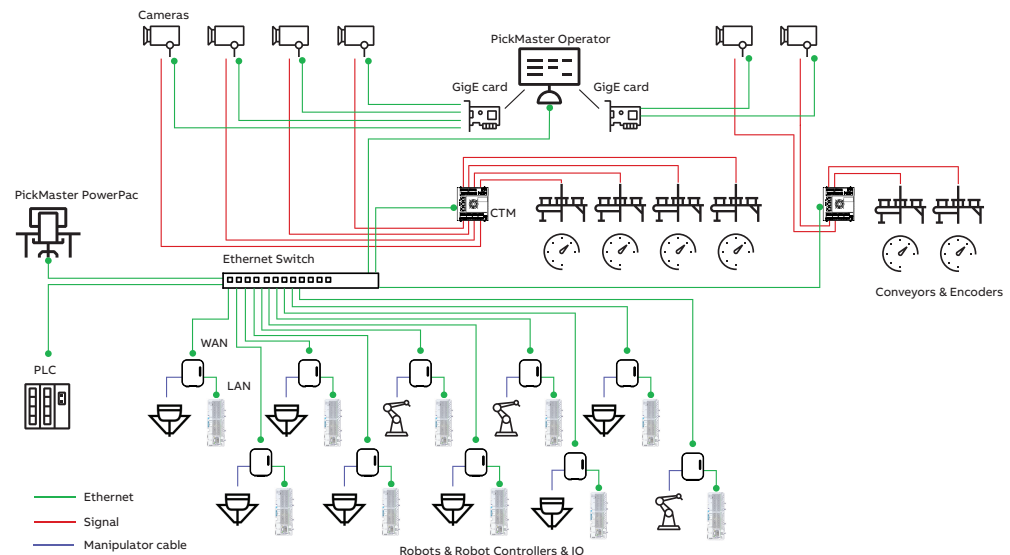 Cameras
PickMaster Operator
GigE card
GigE card
PickMaster PowerPac
CTM
Ethernet Switch
Conveyors & Encoders
WAN
LAN
PLC
Ethernet
Signal
Manipulator cable
Robots & Robot Controllers & IO